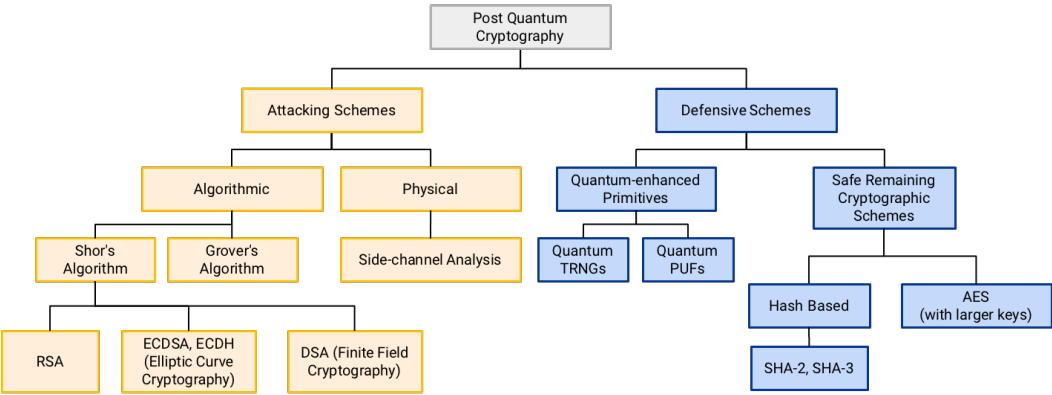 Post Quantum
Cryptography
Attacking Schemes
Defensive Schemes
Algorithmic
Physical
Quantum-enhanced
Primitives
Safe Remaining
Cryptographic
Schemes
Shor's
Algorithm
Grover's
Algorithm
Side-channel Analysis
Quantum
TRNGs
Quantum
PUFs
Hash Based
AES
(with larger keys)
RSA
ECDSA, ECDH
(Elliptic Curve
Cryptography)
DSA (Finite Field
Cryptography)
SHA-2, SHA-3